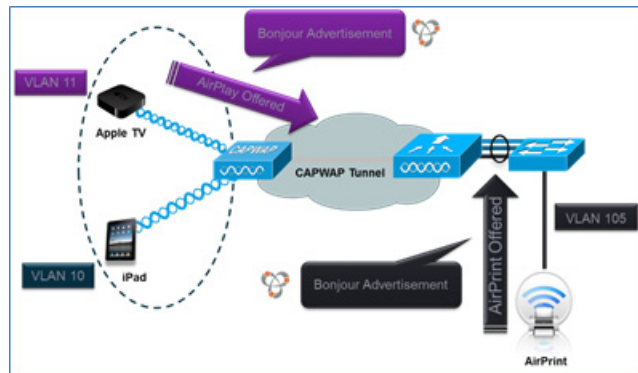 Bonjour Advertisement
VLAN 11
AirPlay Offered
Apple TV
CAPWAP
CAPWAP Tunnel
VLAN 105
iPad
VLAN 10
Bonjour Advertisement
AirPrint Offered
AirPrint